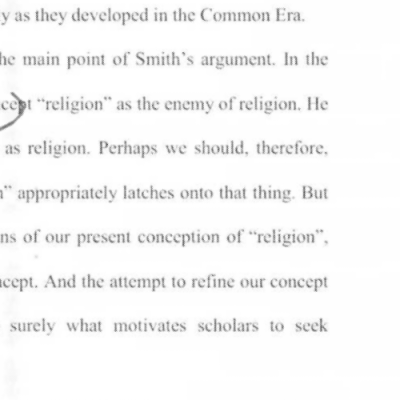 y as they developed in the Common Era.
he main point of Smith's argument. In the
cept "religion" as the enemy of religion. He
as religion. Perhaps we should, therefore,
n" appropriately latches onto that thing. But
ns of our present conception of "religion",
ncept. And the attempt to refine our concept
surely what motivates scholars to seek